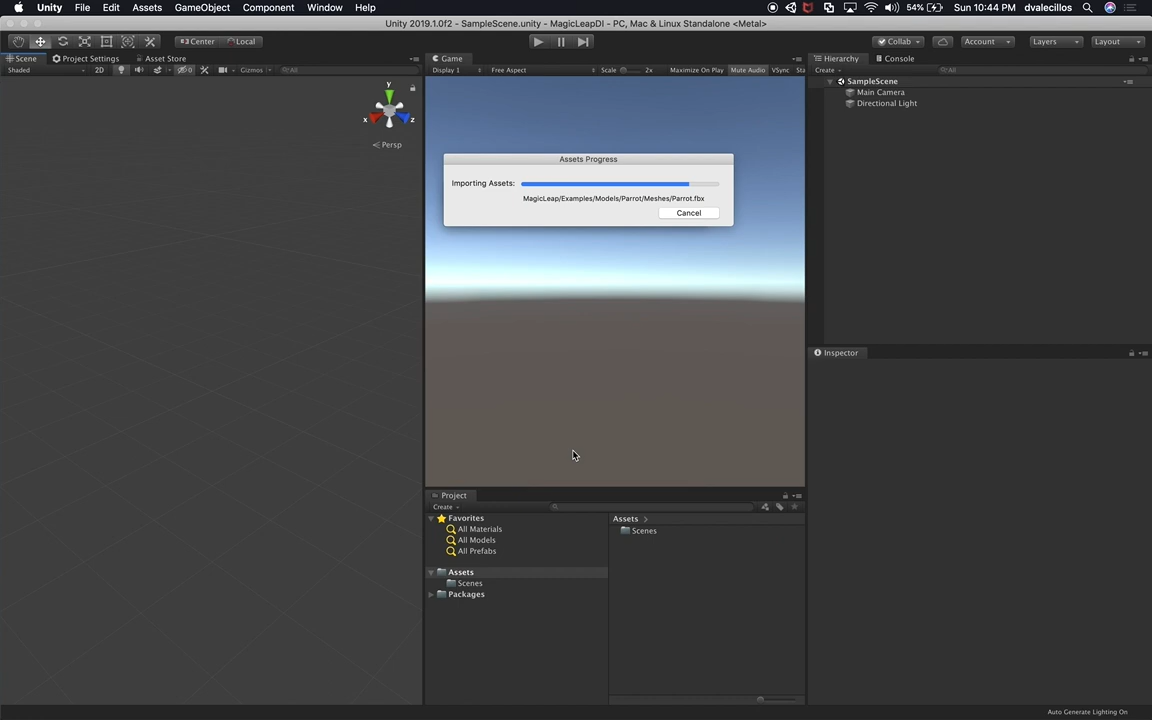 Unity File Edit Assets GameObject Component Window Help 54% Sun 10:44 PM dvalecillos
Unity 2019.1.0f2 - SampleScene.unity - MagicLeapDI - PC, Mac & Linux Standalone <Metal>
Center Local Collab Account Layers Layout
Scene Project Settings Asset Store Game Hierarchy Console
Shaded 2D Gizmos All Display 1 Free Aspect Scale 2x Maximize On Play Mute Audio VSync Sta Create All
SampleScene
Main Camera
Directional Light
y
x z
Persp
Assets Progress
Importing Assets:
MagicLeap/Examples/Models/Parrot/Meshes/Parrot.fbx
Cancel
Inspector
Project
Create
Favorites
All Materials
All Models
All Prefabs
Assets
Scenes
Packages
Assets
Scenes
Auto Generate Lighting On